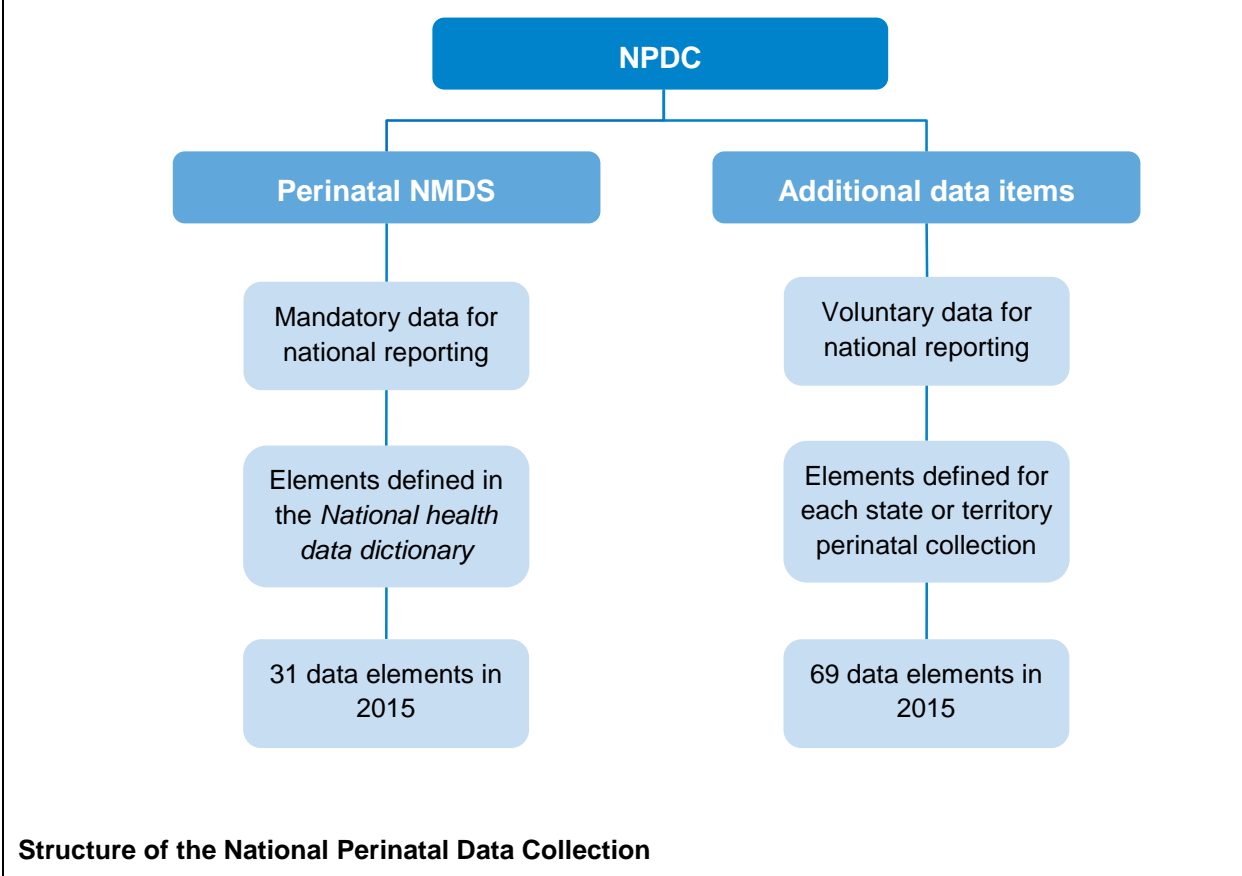 NPDC
Perinatal NMDS
Additional data items
Mandatory data for
national reporting
Voluntary data for
national reporting
Elements defined in
the National health
data dictionary
Elements defined for
each state or territory
perinatal collection
31 data elements in
2015
69 data elements in
2015
Structure of the National Perinatal Data Collection